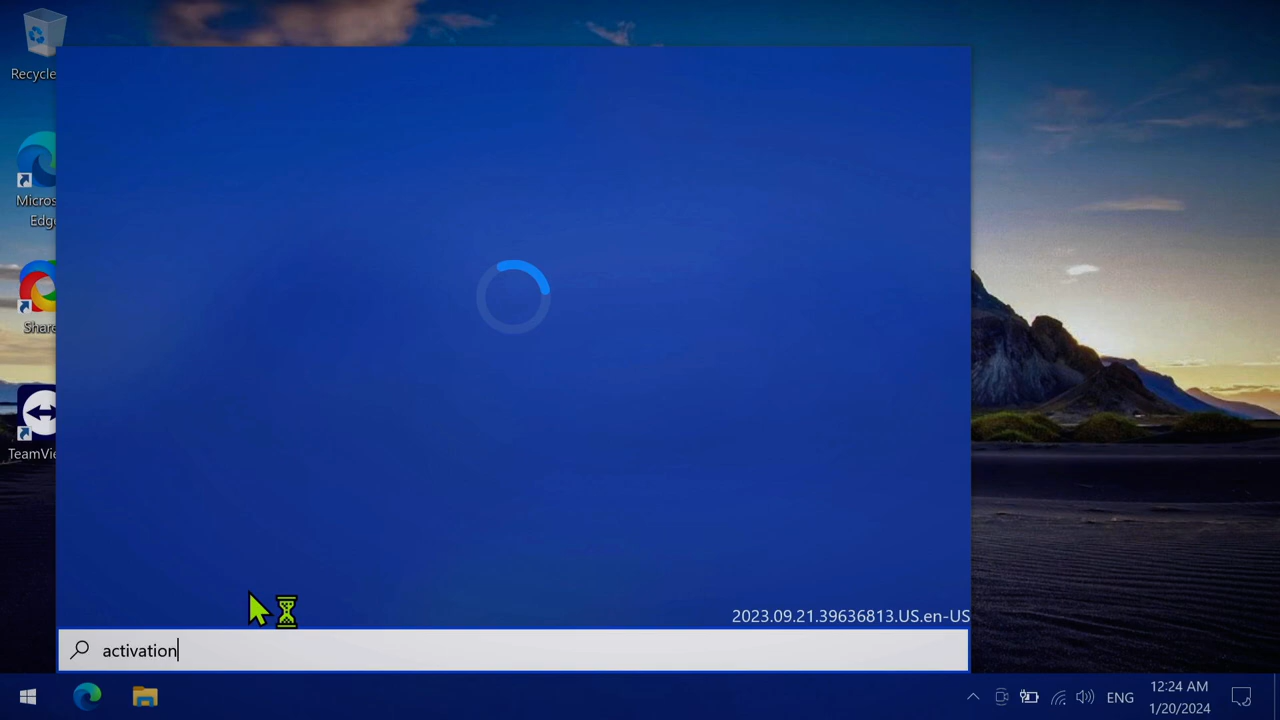 Recycle
Micros
Edg
Share
TeamVie
2023.09.21.39636813.US.en-US
activation
ENG
12:24 AM
1/20/2024